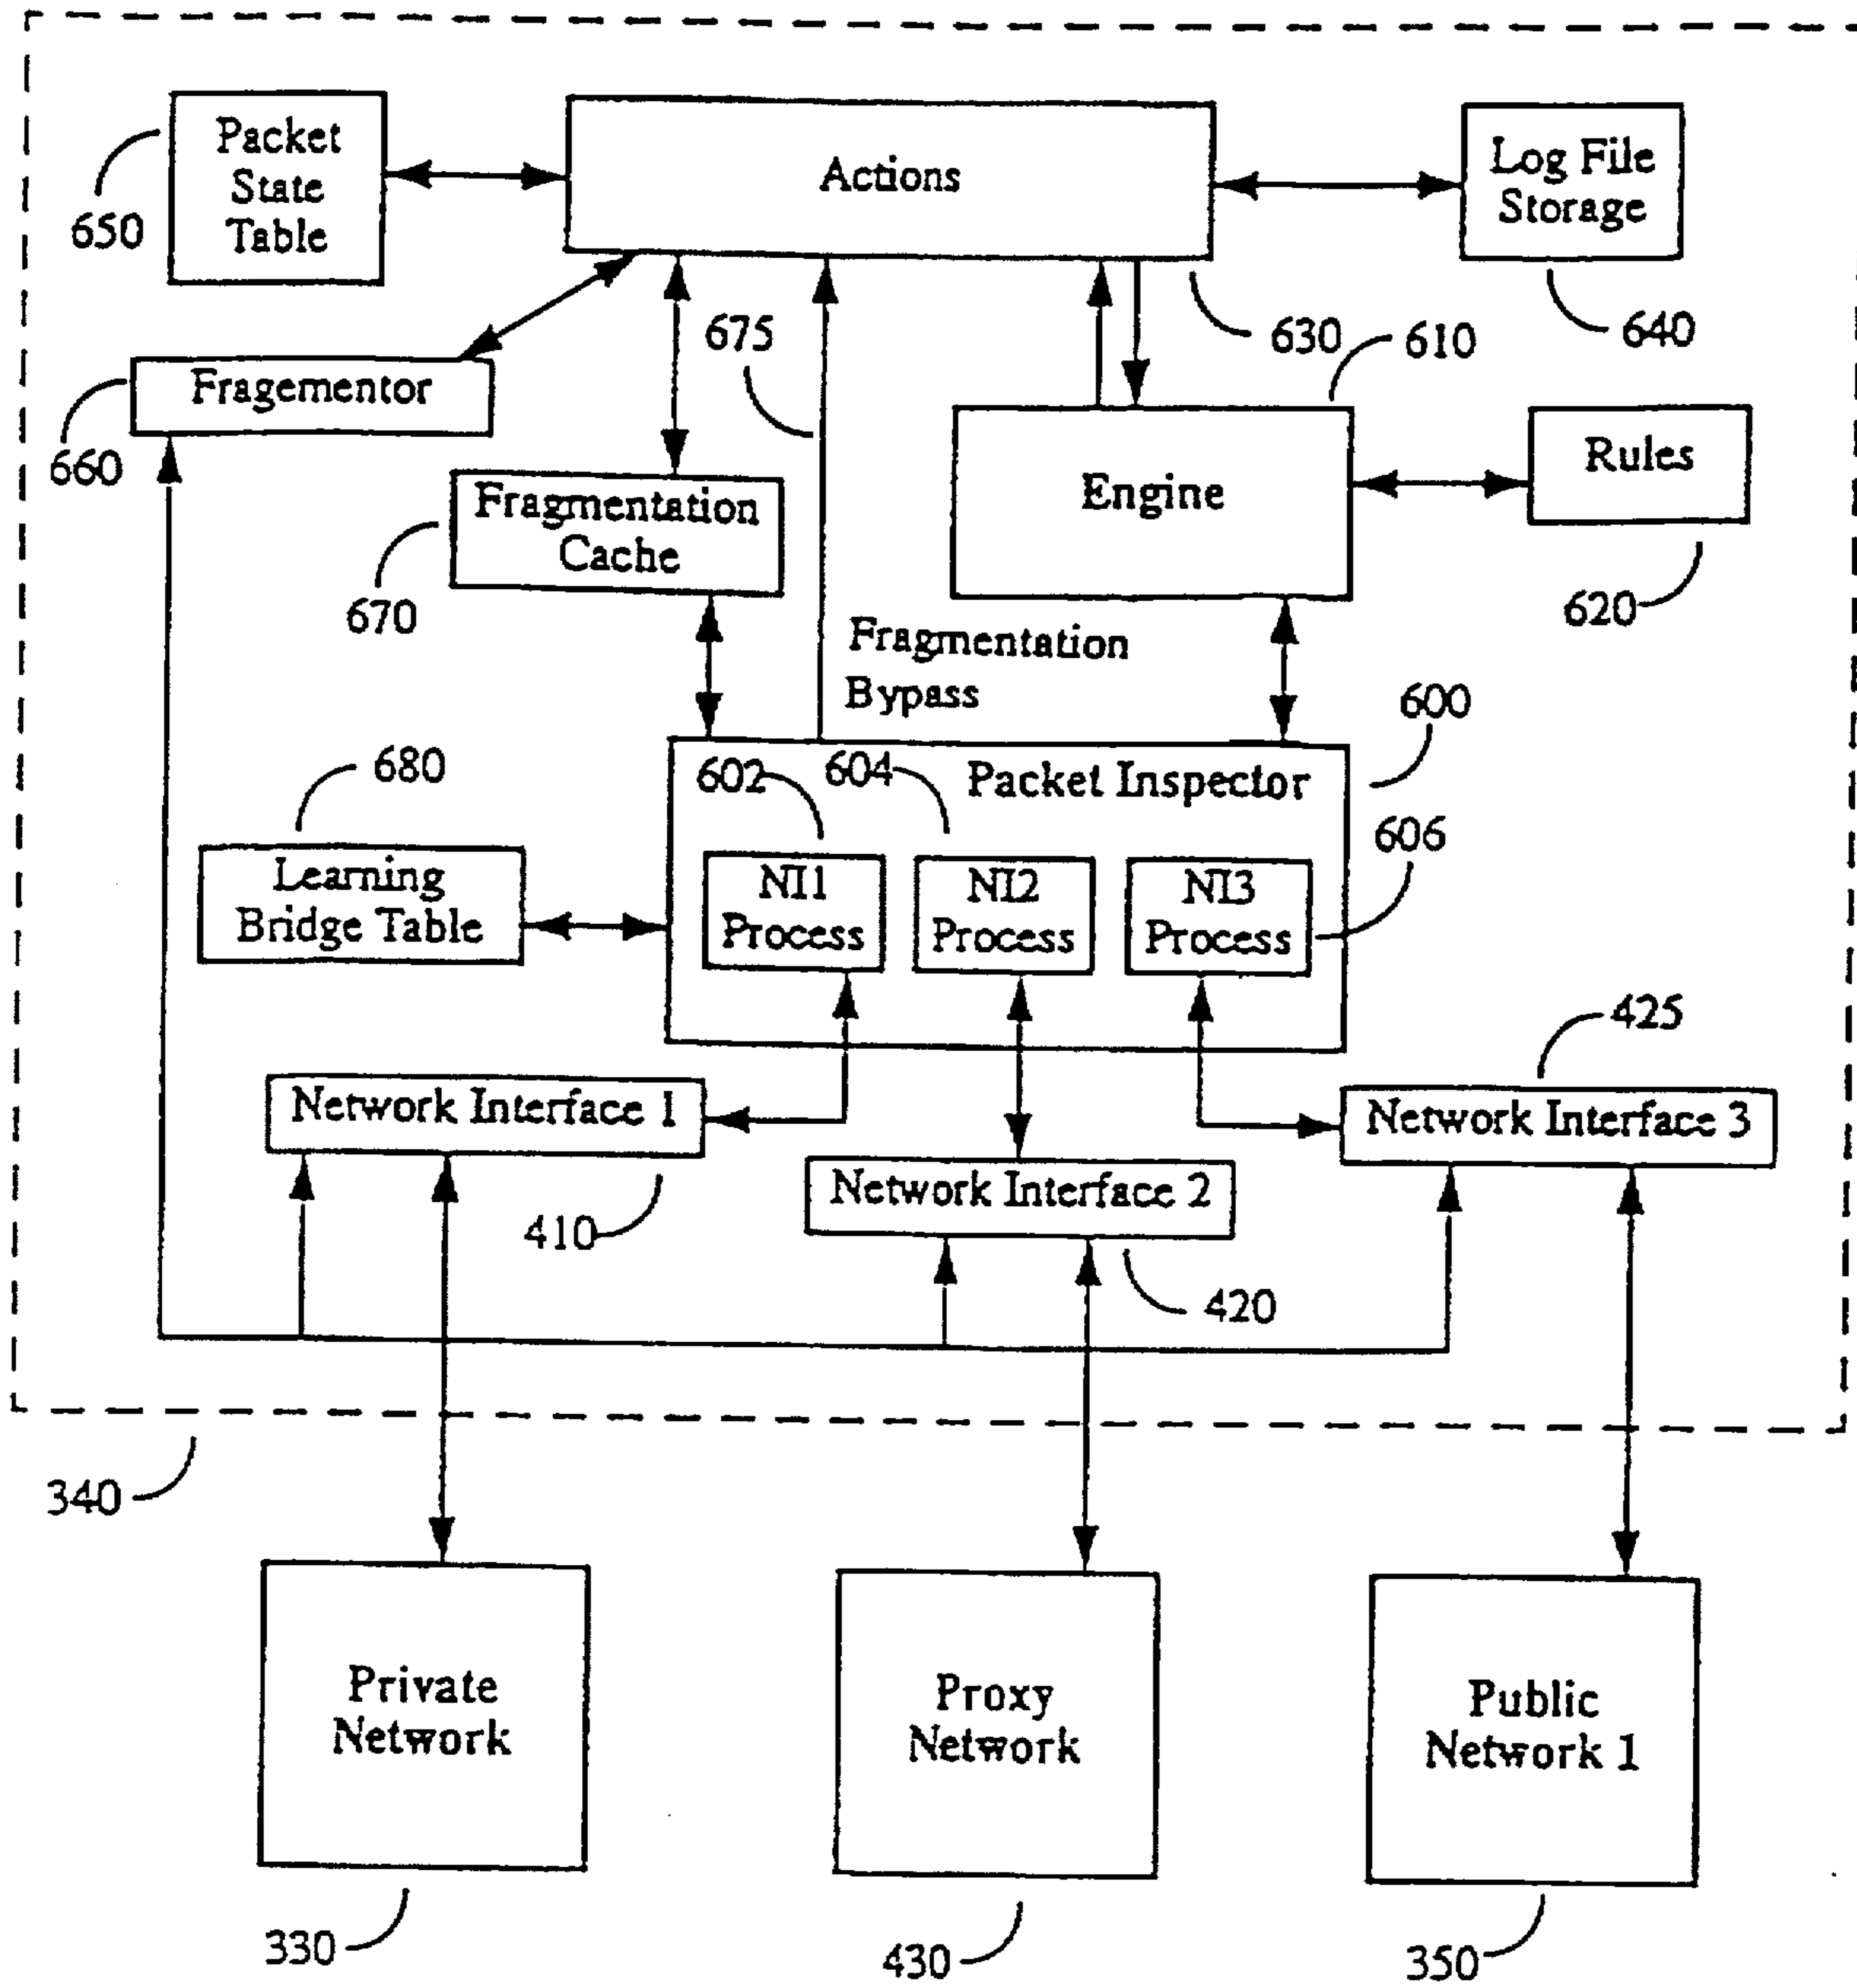 Packet
State
Table
650
Actions
Log File
Storage
640
630
610
675
Fragementor
660
Fragmentation
Cache
670
Engine
Rules
620
Fragmentation
Bypass
600
Packet Inspector
602
604
606
680
Learning
Bridge Table
NI1
Process
NI2
Process
NI3
Process
425
Network Interface 1
410
Network Interface 2
420
Network Interface 3
340
Private
Network
330
Proxy
Network
430
Public
Network 1
350